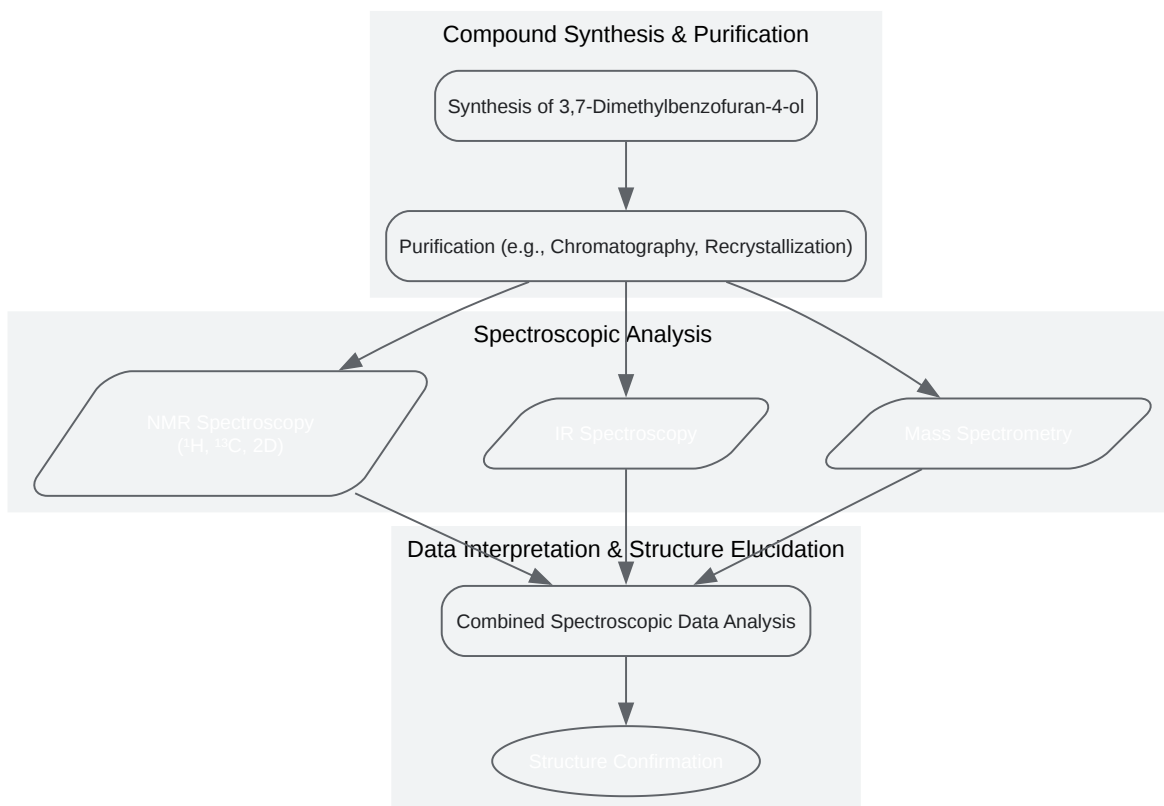 Compound Synthesis & Purification
Synthesis of 3,7-Dimethylbenzofuran-4-ol
Purification (e.g., Chromatography, Recrystallization)
Spectroscopic Analysis
NMR Spectroscopy
(¹H, ¹³C, 2D)
IR Spectroscopy
Mass Spectrometry
Data Interpretation & Structure Elucidation
Combined Spectroscopic Data Analysis
Structure Confirmation